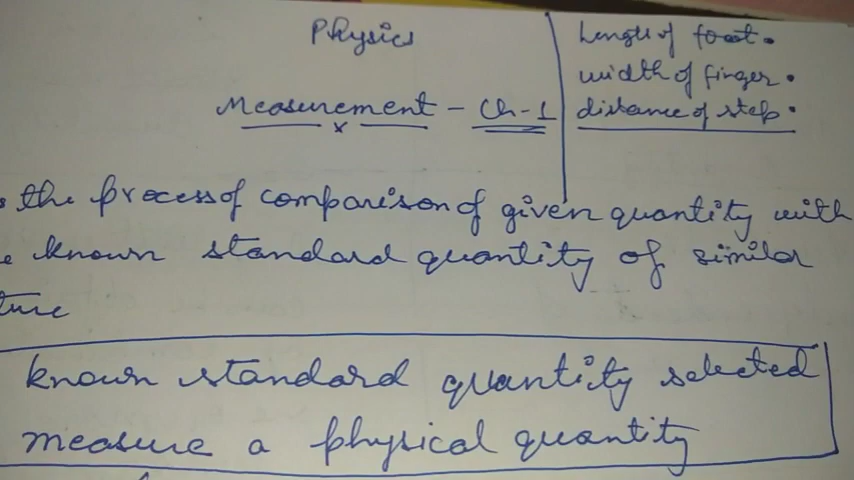 Physics
Measurement - Ch-1
Length of foot.
width of finger.
distance of step.
the process of comparison of given quantity with
known standard quantity of similar
known standard quantity selected
measure a physical quantity